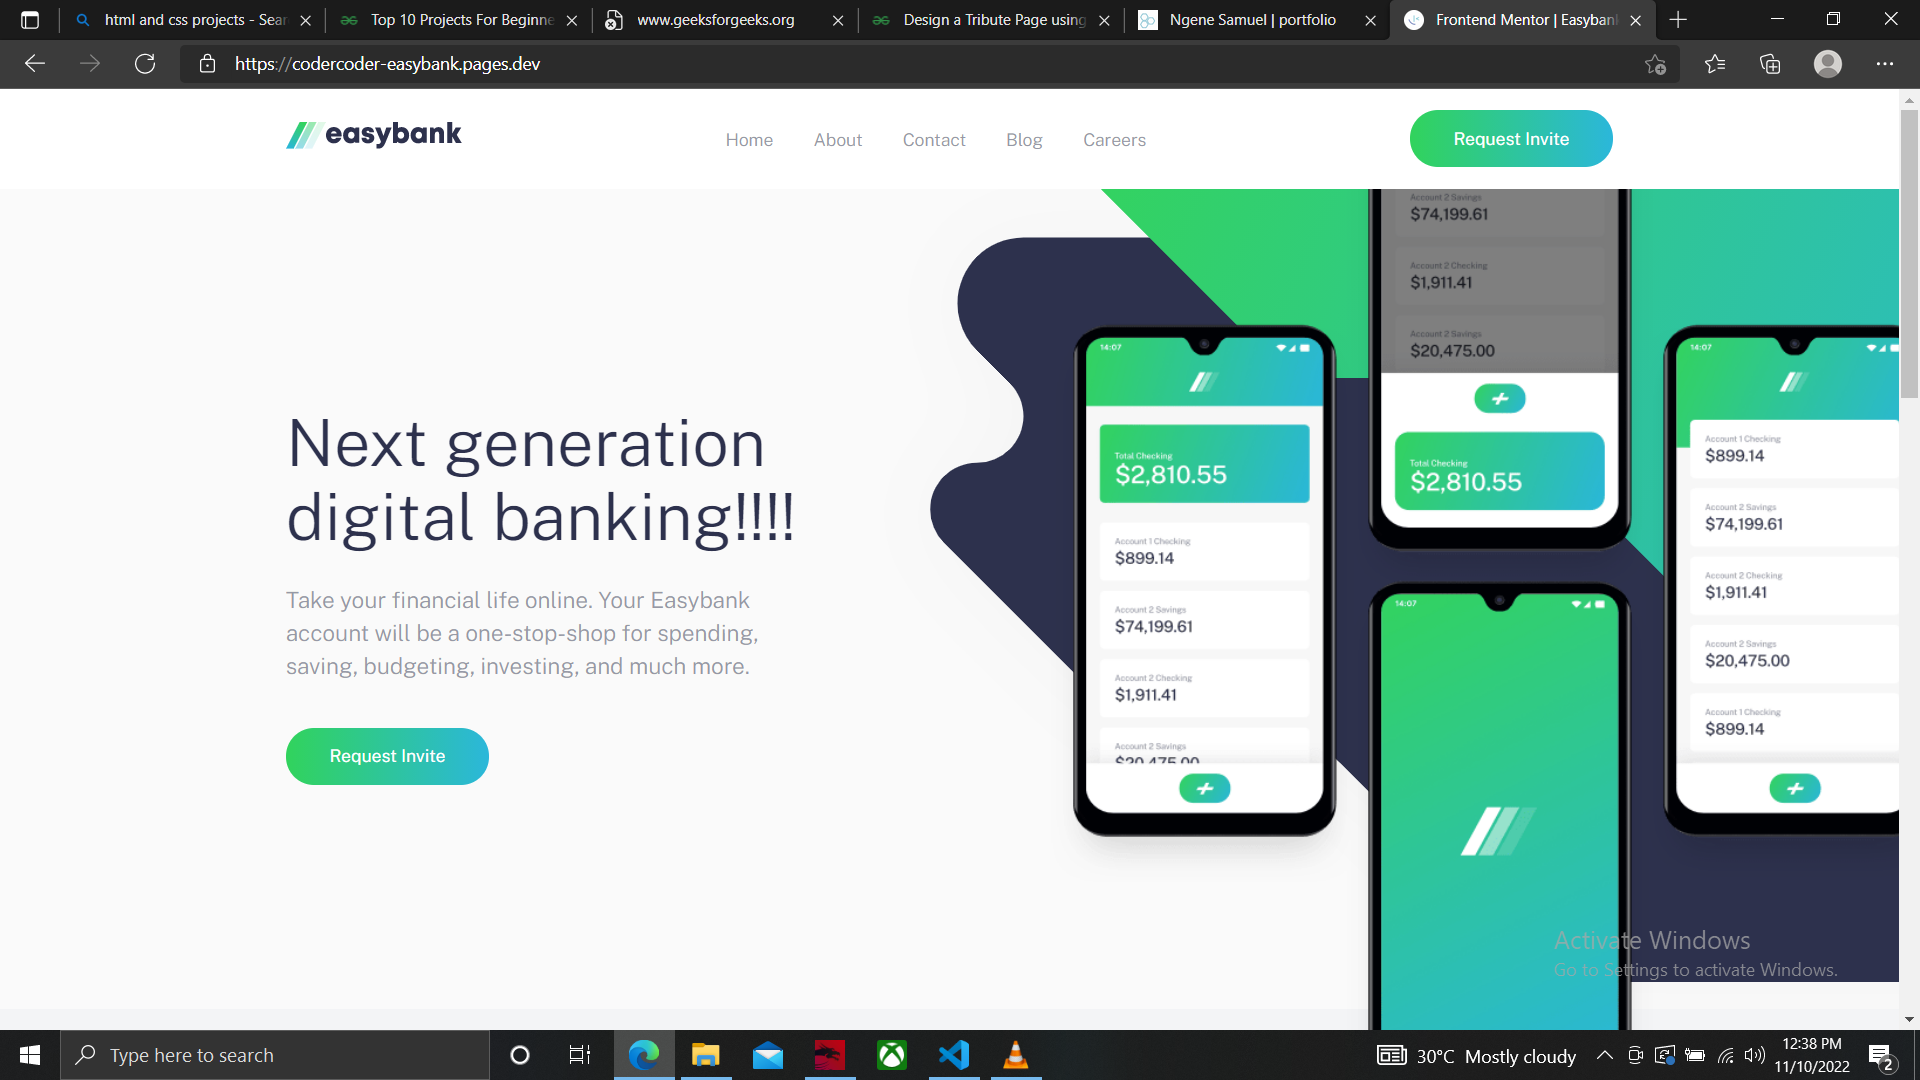 html and css projects - Sear
Top 10 Projects For Beginne
www.geeksforgeeks.org
Design a Tribute Page using
Ngene Samuel | portfolio
Frontend Mentor | Easybank
https://codercoder-easybank.pages.dev
easybank
Home
About
Contact
Blog
Careers
Request Invite
Next generation
digital banking!!!!
Take your financial life online. Your Easybank
account will be a one-stop-shop for spending,
saving, budgeting, investing, and much more.
Request Invite
14:07
Total Checking
$2,810.55
Account 1 Checking
$899.14
Account 2 Savings
$74,199.61
Account 2 Checking
$1,911.41
Account 2 Savings
$20,475.00
Account 2 Savings
$74,199.61
Account 2 Checking
$1,911.41
Account 2 Savings
$20,475.00
Total Checking
$2,810.55
14:07
14:07
Account 1 Checking
$899.14
Account 2 Savings
$74,199.61
Account 2 Checking
$1,911.41
Account 2 Savings
$20,475.00
Account 1 Checking
$899.14
Activate Windows
Go to Settings to activate Windows.
Type here to search
30°C Mostly cloudy
12:38 PM
11/10/2022
2